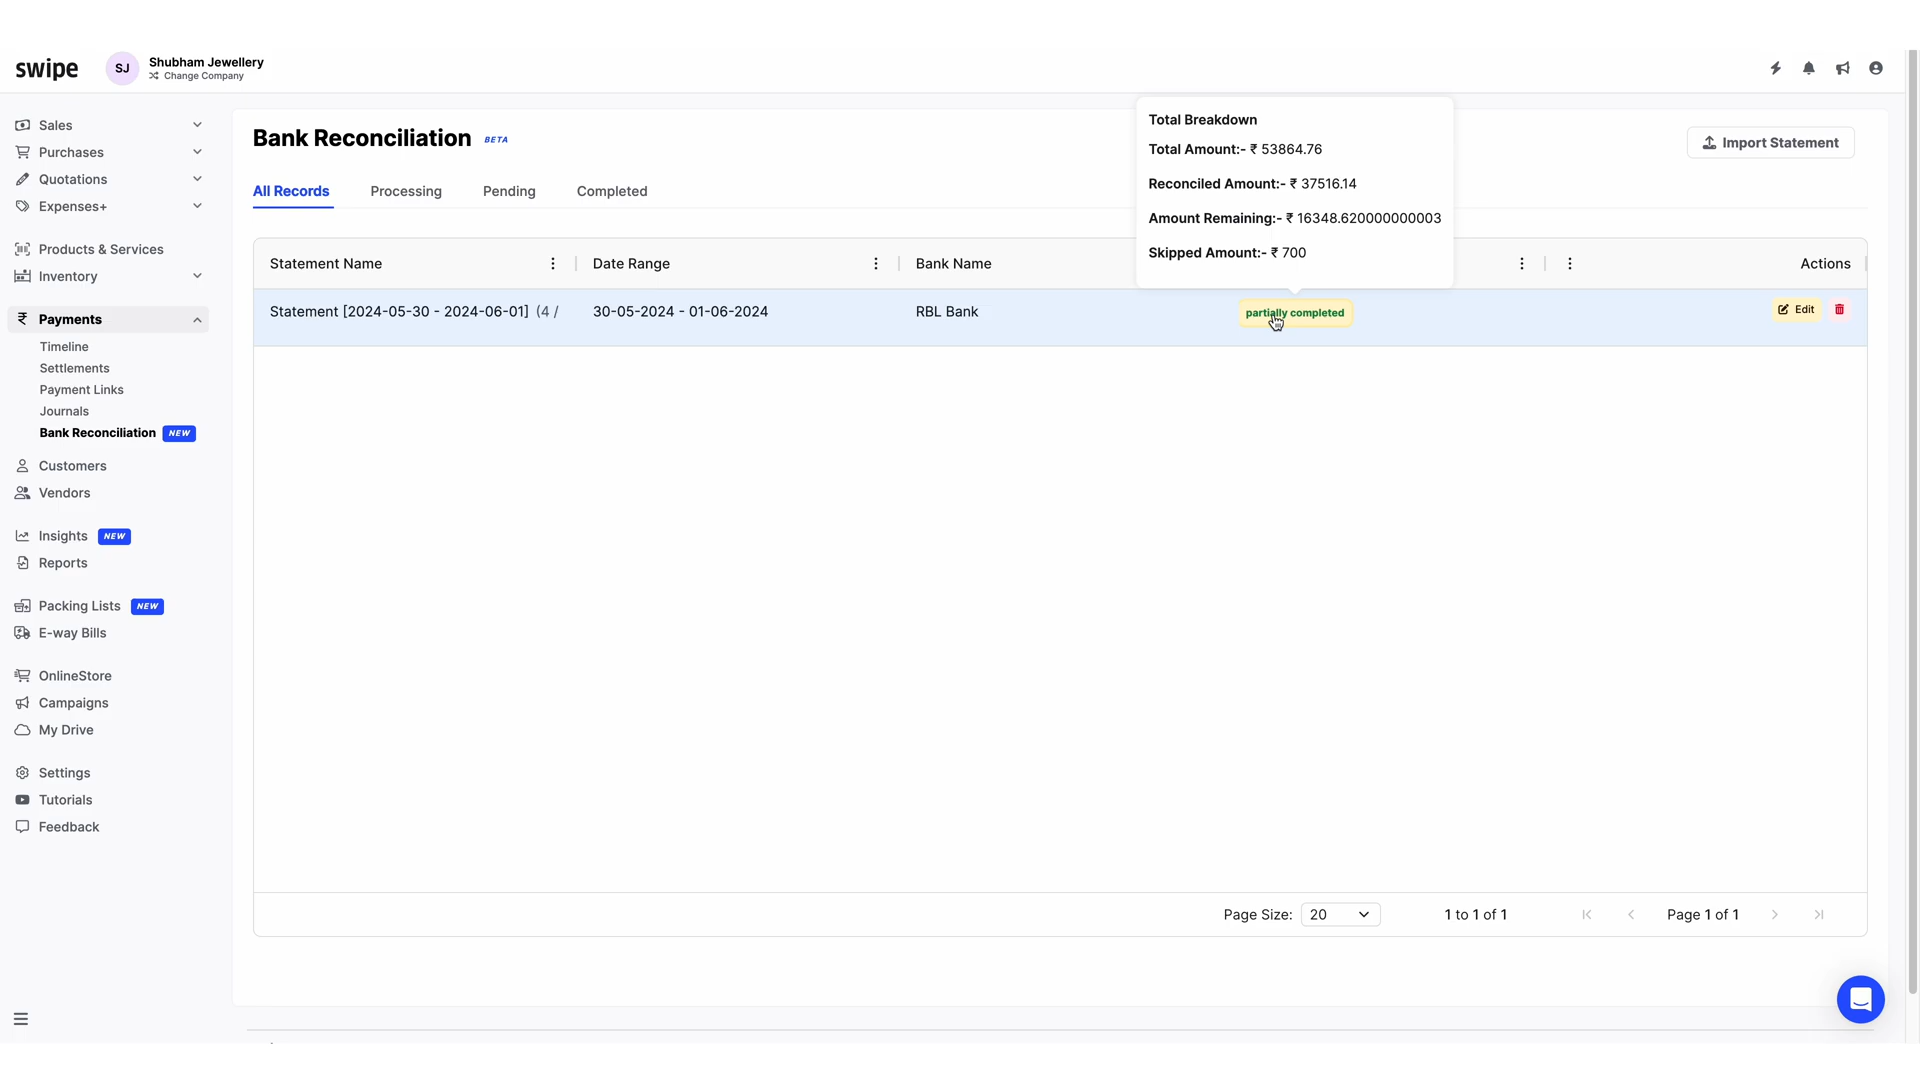 swipe
SJ
Shubham Jewellery
Change Company
Sales
Purchases
Quotations
Expenses+
Products & Services
Inventory
₹ Payments
Timeline
Settlements
Payment Links
Journals
Bank Reconciliation NEW
Customers
Vendors
Insights NEW
Reports
Packing Lists NEW
E-way Bills
OnlineStore
Campaigns
My Drive
Settings
Tutorials
Feedback
Bank Reconciliation BETA
Import Statement
All Records Processing Pending Completed
Total Breakdown
Total Amount:- ₹ 53864.76
Reconciled Amount:- ₹ 37516.14
Amount Remaining:- ₹ 16348.620000000003
Skipped Amount:- ₹ 700
Statement Name Date Range Bank Name Actions
Statement [2024-05-30 - 2024-06-01] (4 / 30-05-2024 - 01-06-2024 RBL Bank partially completed Edit
Page Size: 20 1 to 1 of 1 Page 1 of 1